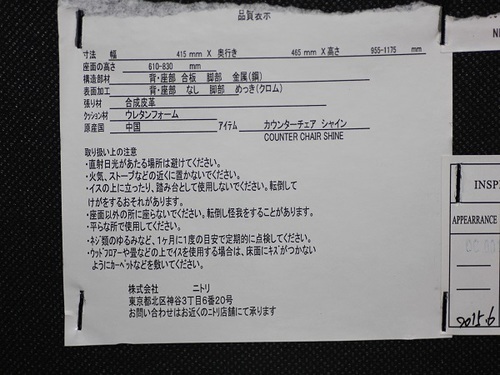 品質表示
寸法 幅 415 mm X 奥行き 465 mm X 高さ 955-1175 mm
座面の高さ 610-830 mm
構造部材 背・座部 合板 脚部 金属(鋼)
表面加工 背・座部 なし 脚部 めっき(クロム)
張り材 合成皮革
クッション材 ウレタンフォーム
原産国 中国 アイテム カウンターチェア シャイン
COUNTER CHAIR SHINE
取り扱い上の注意
・直射日光があたる場所は避けてください。
・火気、ストーブなどの近くに置かないでください。
・イスの上に立ったり、踏み台として使用しないでください。転倒して
けがをするおそれがあります。
・座面以外の所に座らないでください。転倒し怪我をすることがあります。
・平らな所で使用してください。
・ネジ類のゆるみなど、1ヶ月に1度の目安で定期的に点検してください。
・ウッドフロアーや畳などの上でイスを使用する場合は、床面にキズがつかない
ようにカーペットなどを敷いてください。
株式会社 ニトリ
東京都北区神谷3丁目6番20号
お問い合わせはお近くのニトリ店舗にて承ります
NI
INSP
APPEARRANCE
2015.6